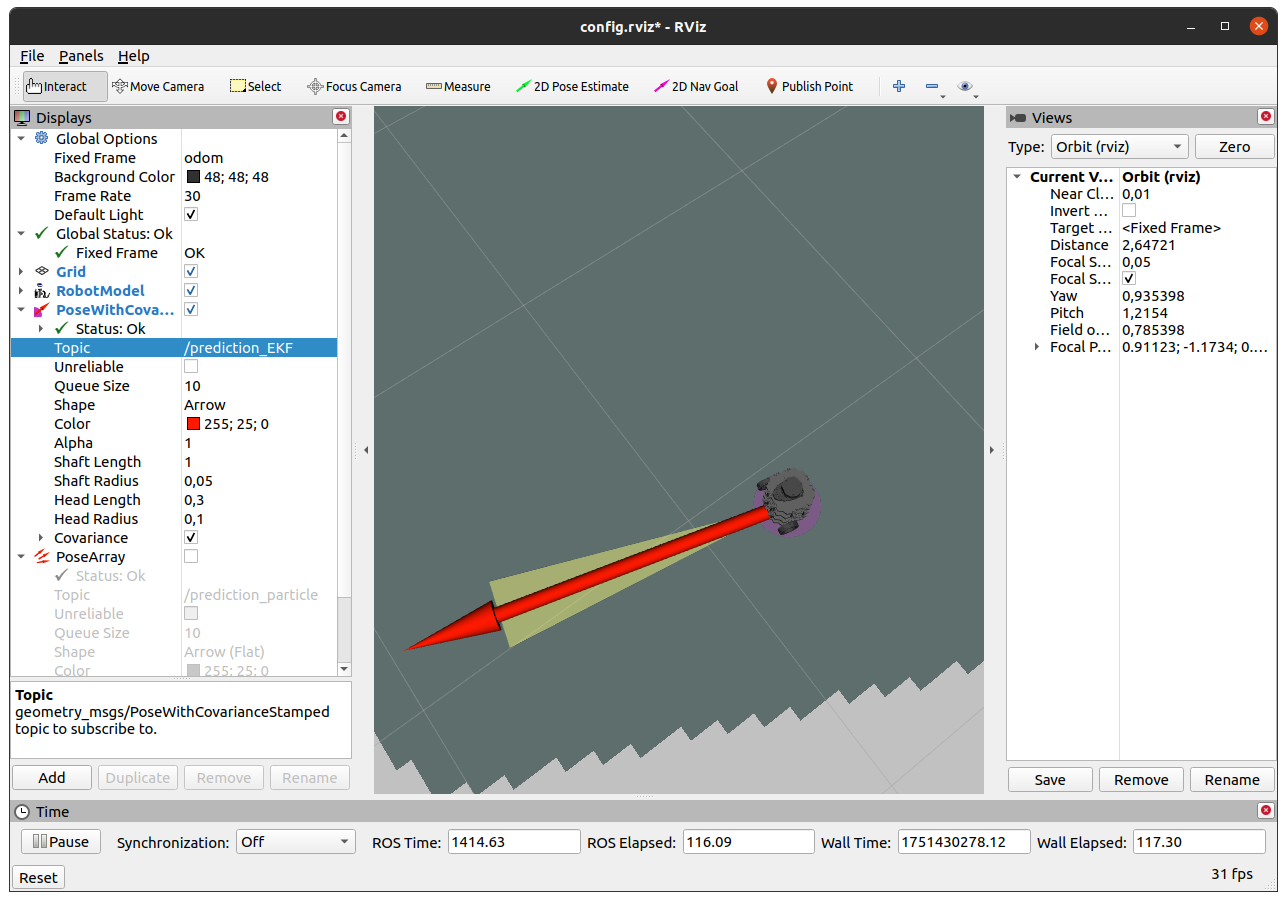 config.rviz* - RViz
File Panels Help
Interact Move Camera Select Focus Camera Measure 2D Pose Estimate 2D Nav Goal Publish Point
Displays
Global Options
Fixed Frame odom
Background Color 48; 48; 48
Frame Rate 30
Default Light
Global Status: Ok
Fixed Frame OK
Grid
RobotModel
PoseWithCova...
Status: Ok
Topic /prediction_EKF
Unreliable
Queue Size 10
Shape Arrow
Color 255; 25; 0
Alpha 1
Shaft Length 1
Shaft Radius 0,05
Head Length 0,3
Head Radius 0,1
Covariance
PoseArray
Status: Ok
Topic /prediction_particle
Unreliable
Queue Size 10
Shape Arrow (Flat)
Color 255; 25; 0
Topic
geometry_msgs/PoseWithCovarianceStamped
topic to subscribe to.
Add Duplicate Remove Rename
Views
Type: Orbit (rviz) Zero
Current V... Orbit (rviz)
Near Cl... 0,01
Invert ...
Target ... <Fixed Frame>
Distance 2,64721
Focal S... 0,05
Focal S...
Yaw 0,935398
Pitch 1,2154
Field o... 0,785398
Focal P... 0.91123; -1.1734; 0....
Save Remove Rename
Time
Pause Synchronization: Off ROS Time: 1414.63 ROS Elapsed: 116.09 Wall Time: 1751430278.12 Wall Elapsed: 117.30
Reset 31 fps